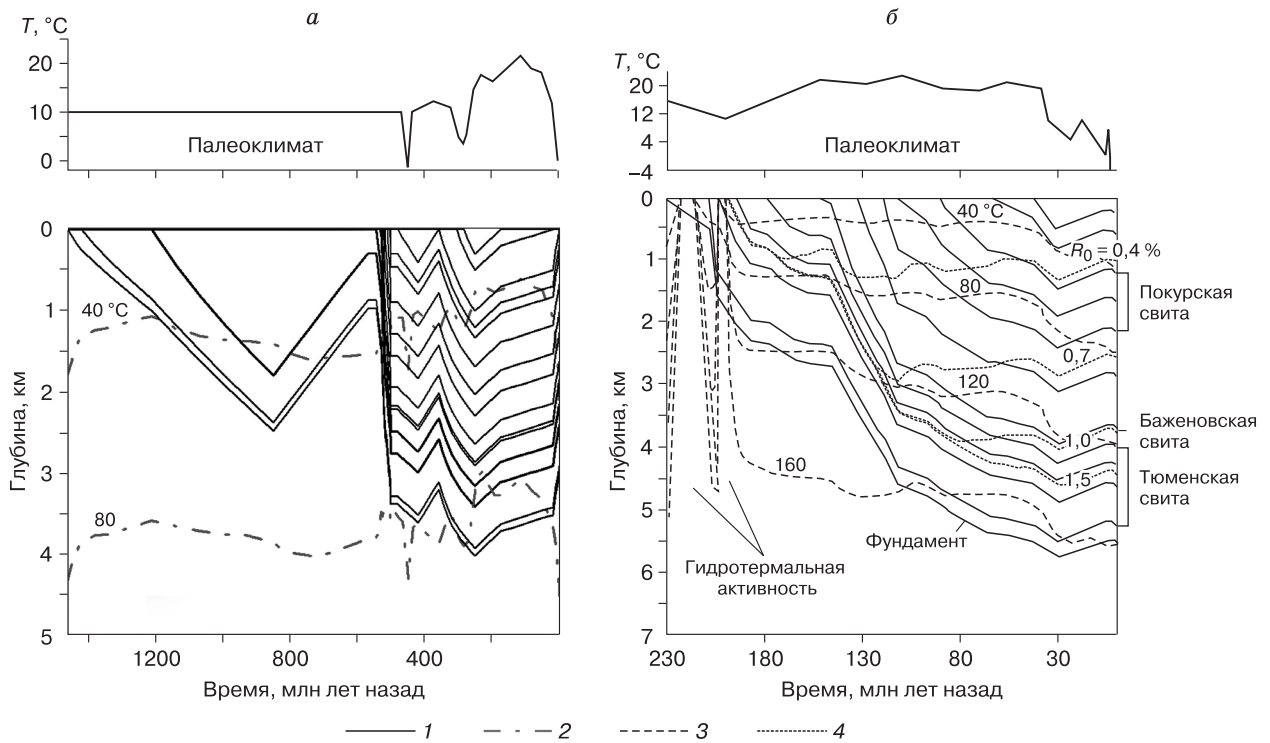 а
T, °C
20
10
0
Палеоклимат
0
1
2
3
4
5
Глубина, км
40 °C
80
1200
800
400
Время, млн лет назад
б
T, °C
20
12
4
−4
Палеоклимат
0
1
2
3
4
5
6
7
Глубина, км
40 °C
R0 = 0,4 %
80
0,7
120
1,0
1,5
160
Фундамент
Гидротермальная
активность
Покурская
свита
Баженовская
свита
Тюменская
свита
230
180
130
80
30
Время, млн лет назад
1
2
3
4